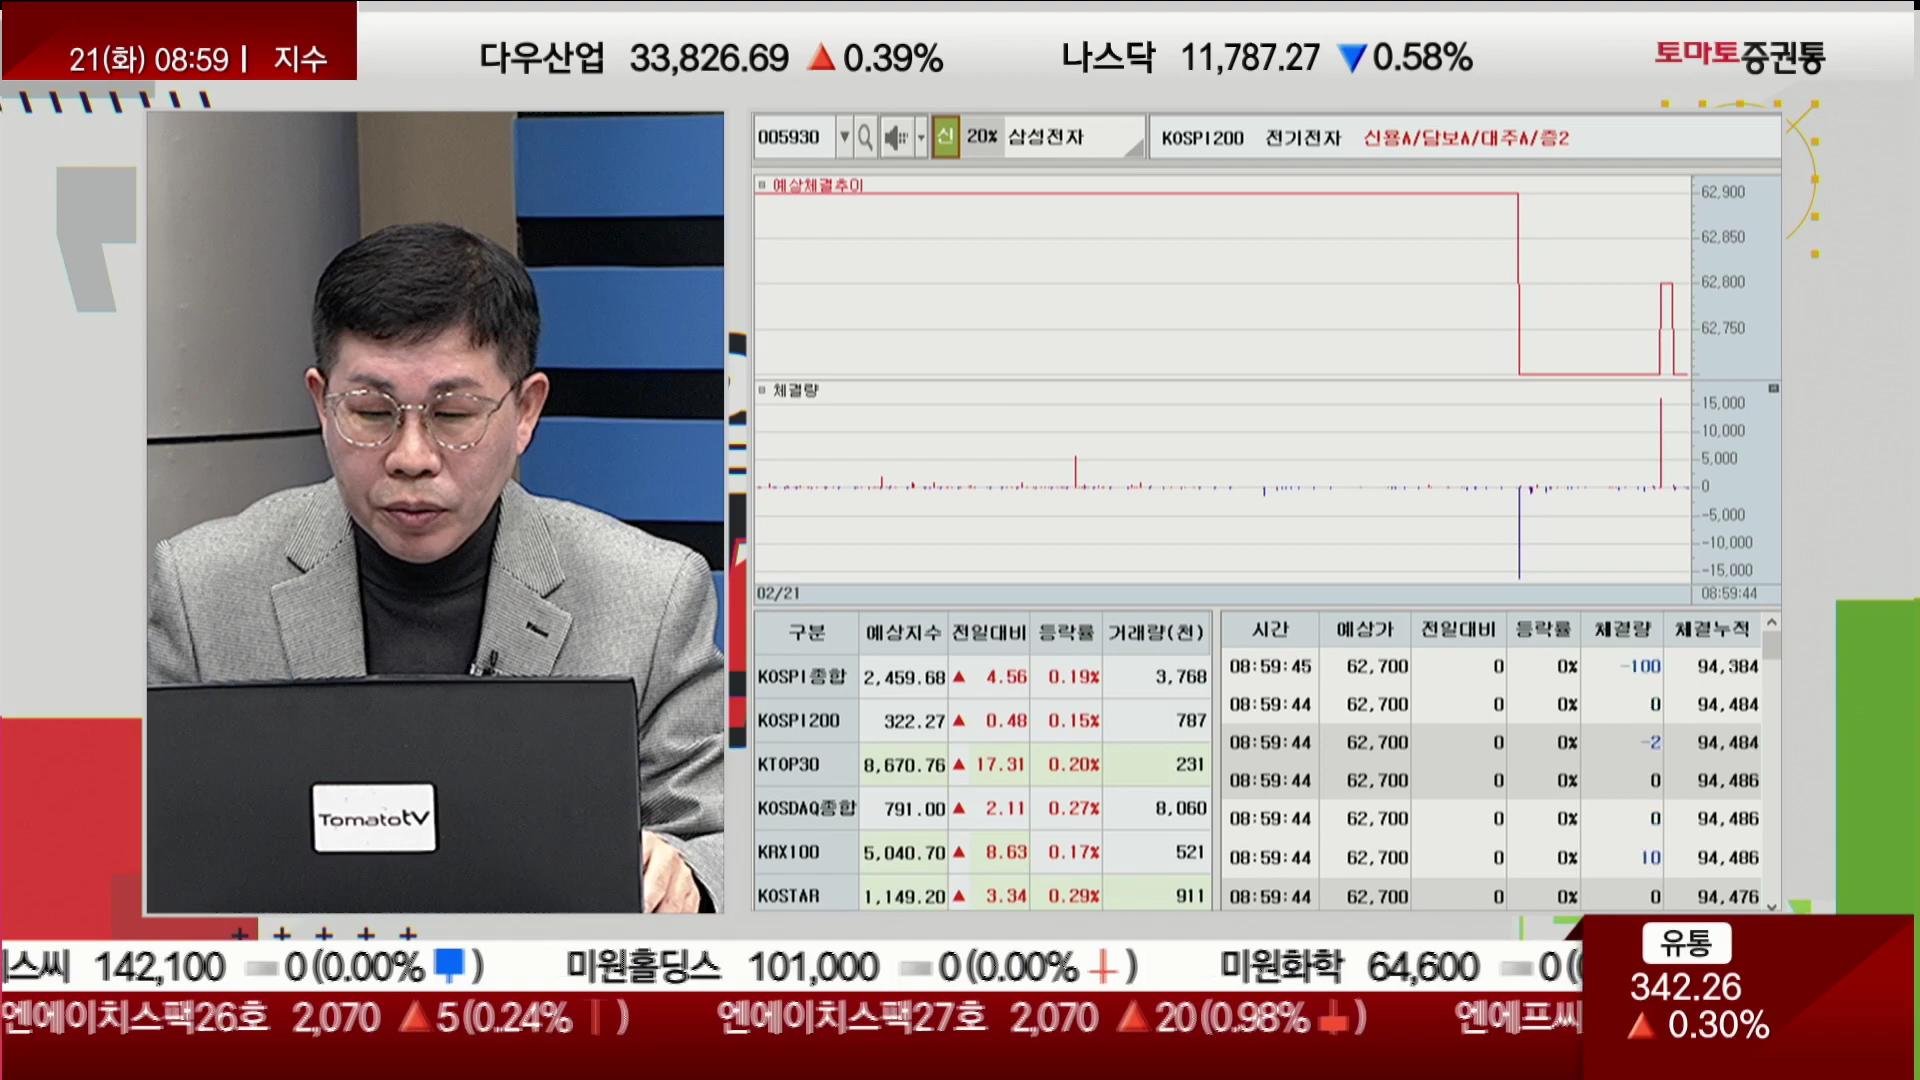 21(화) 08:59 | 지수
다우산업 33,826.69 ▲ 0.39% 나스닥 11,787.27 ▼ 0.58%
토마토증권통
005930 신 20% 삼성전자 KOSPI200 전기전자 신용A/담보A/대주A/증2
예상체결추이
62,900
62,850
62,800
62,750
체결량
15,000
10,000
5,000
0
-5,000
-10,000
-15,000
02/21 08:59:44
구분 예상지수 전일대비 등락률 거래량(천)
KOSPI종합 2,459.68 ▲ 4.56 0.19% 3,768
KOSPI200 322.27 ▲ 0.48 0.15% 787
KTOP30 8,670.76 ▲ 17.31 0.20% 231
KOSDAQ종합 791.00 ▲ 2.11 0.27% 8,060
KRX100 5,040.70 ▲ 8.63 0.17% 521
KOSTAR 1,149.20 ▲ 3.34 0.29% 911
시간 예상가 전일대비 등락률 체결량 체결누적
08:59:45 62,700 0 0% -100 94,384
08:59:44 62,700 0 0% 0 94,484
08:59:44 62,700 0 0% -2 94,484
08:59:44 62,700 0 0% 0 94,486
08:59:44 62,700 0 0% 0 94,486
08:59:44 62,700 0 0% 10 94,486
08:59:44 62,700 0 0% 0 94,476
Tomatotv
스씨 142,100 0(0.00% ) 미원홀딩스 101,000 0(0.00% ) 미원화학 64,600 0(
엔에이치스팩26호 2,070 ▲5(0.24% ) 엔에이치스팩27호 2,070 ▲20(0.98% ) 엔에프씨
유통
342.26
▲ 0.30%